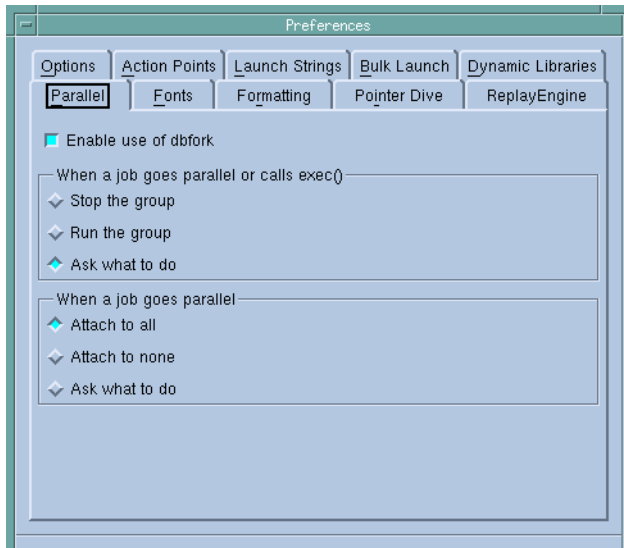 Preferences
Options Action Points Launch Strings Bulk Launch Dynamic Libraries
Parallel Fonts Formatting Pointer Dive ReplayEngine
Enable use of dbfork
When a job goes parallel or calls exec()
Stop the group
Run the group
Ask what to do
When a job goes parallel
Attach to all
Attach to none
Ask what to do